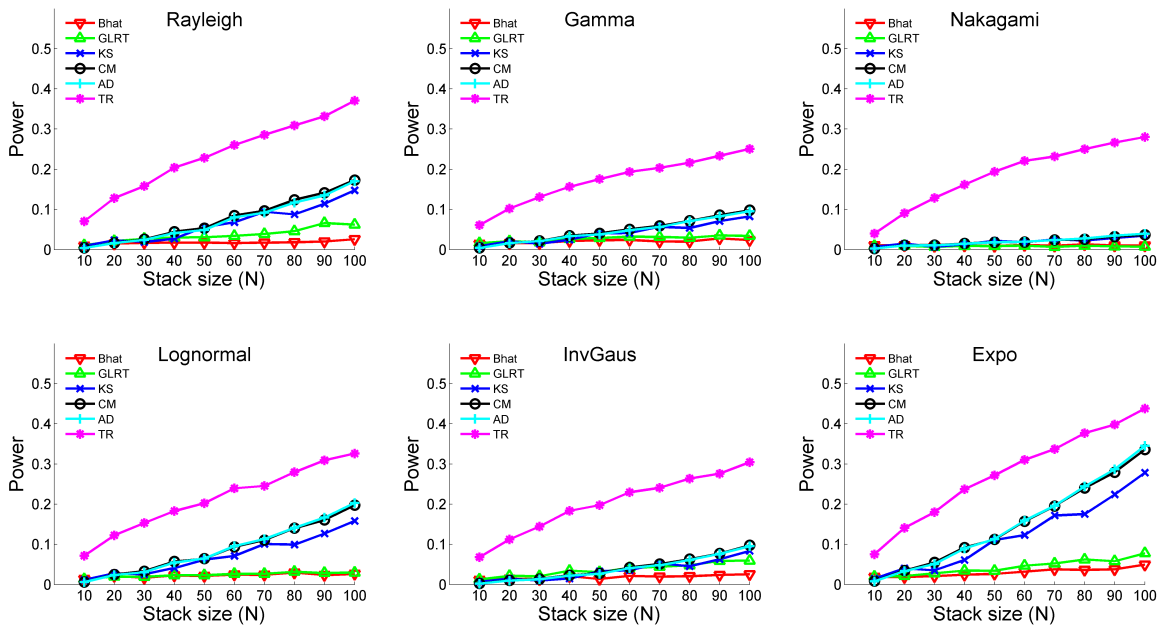 Rayleigh
Bhat
GLRT
KS
CM
AD
TR
0.5
0.4
0.3
0.2
0.1
0
Power
10 20 30 40 50 60 70 80 90 100
Stack size (N)
Gamma
Bhat
GLRT
KS
CM
AD
TR
0.5
0.4
0.3
0.2
0.1
0
Power
10 20 30 40 50 60 70 80 90 100
Stack size (N)
Nakagami
Bhat
GLRT
KS
CM
AD
TR
0.5
0.4
0.3
0.2
0.1
0
Power
10 20 30 40 50 60 70 80 90 100
Stack size (N)
Lognormal
Bhat
GLRT
KS
CM
AD
TR
0.5
0.4
0.3
0.2
0.1
0
Power
10 20 30 40 50 60 70 80 90 100
Stack size (N)
InvGaus
Bhat
GLRT
KS
CM
AD
TR
0.5
0.4
0.3
0.2
0.1
0
Power
10 20 30 40 50 60 70 80 90 100
Stack size (N)
Expo
Bhat
GLRT
KS
CM
AD
TR
0.5
0.4
0.3
0.2
0.1
0
Power
10 20 30 40 50 60 70 80 90 100
Stack size (N)